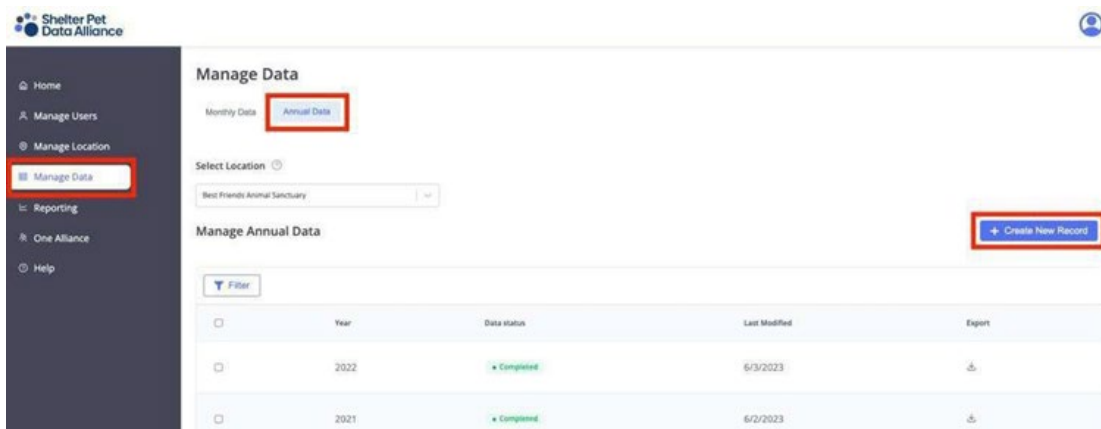 Shelter Pet
Data Alliance
Home
Manage Users
Manage Location
Manage Data
Reporting
One Alliance
Help
Manage Data
Monthly Data Annual Data
Select Location
Best Friends Animal Sanctuary
Manage Annual Data
+ Create New Record
Filter
Year Data status Last Modified Export
2022 Completed 6/3/2023
2021 Completed 6/2/2023